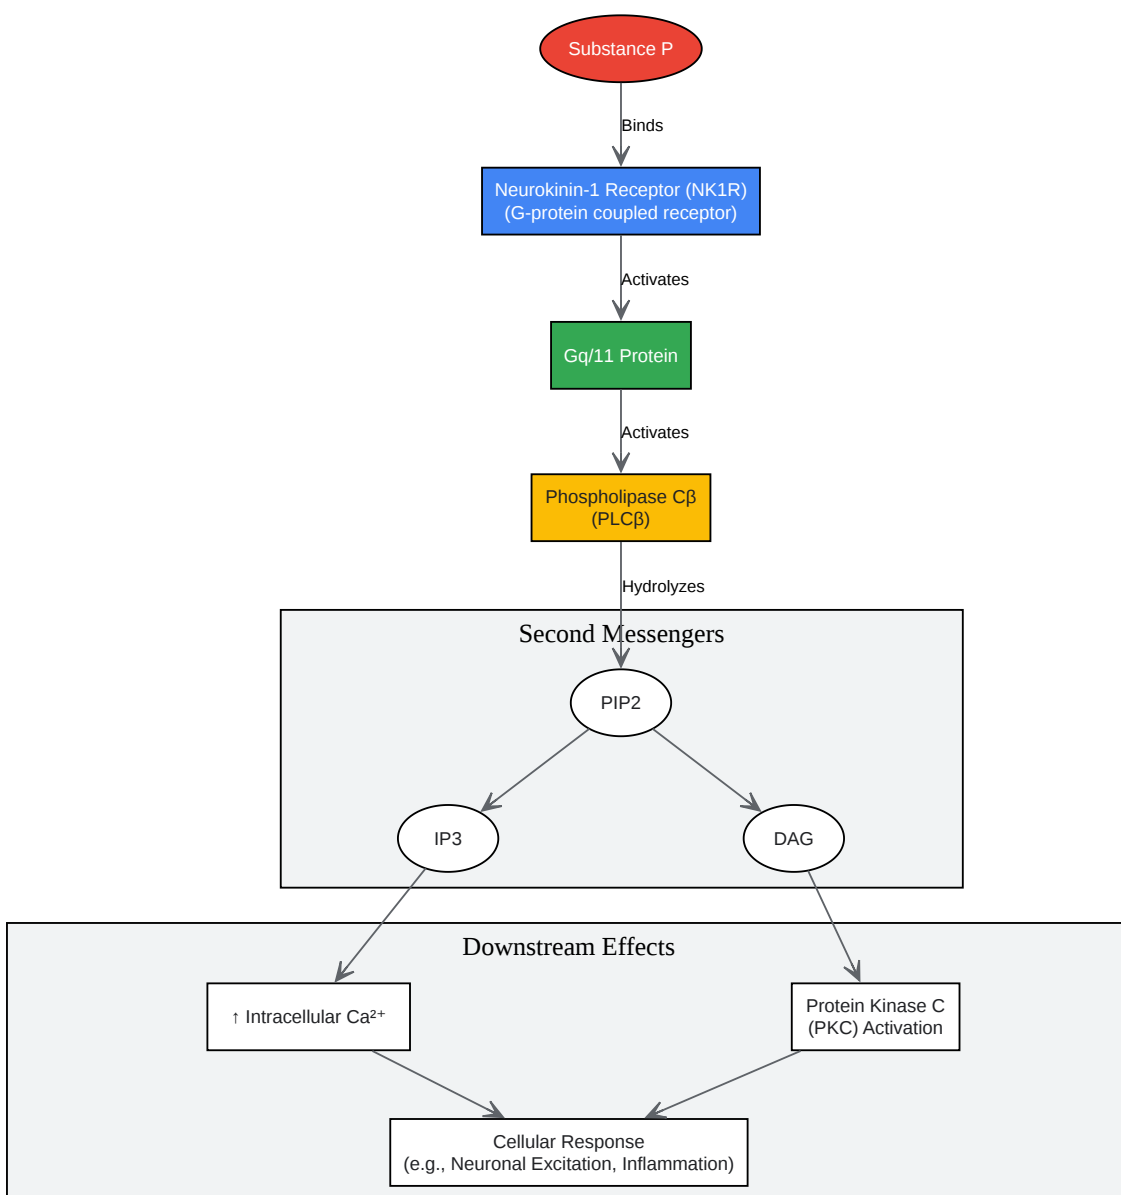 Substance P
Binds
Neurokinin-1 Receptor (NK1R)
(G-protein coupled receptor)
Activates
Gq/11 Protein
Activates
Phospholipase Cβ
(PLCβ)
Hydrolyzes
Second Messengers
PIP2
IP3
DAG
Downstream Effects
↑ Intracellular Ca²⁺
Protein Kinase C
(PKC) Activation
Cellular Response
(e.g., Neuronal Excitation, Inflammation)